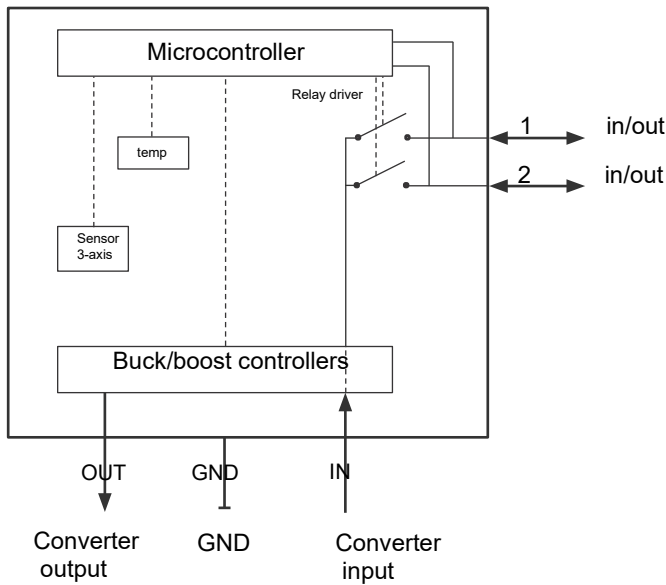 Microcontroller
Relay driver
1
in/out
temp
2
in/out
Sensor
3-axis
Buck/boost controllers
OUT
GND
IN
Converter
output
GND
Converter
input